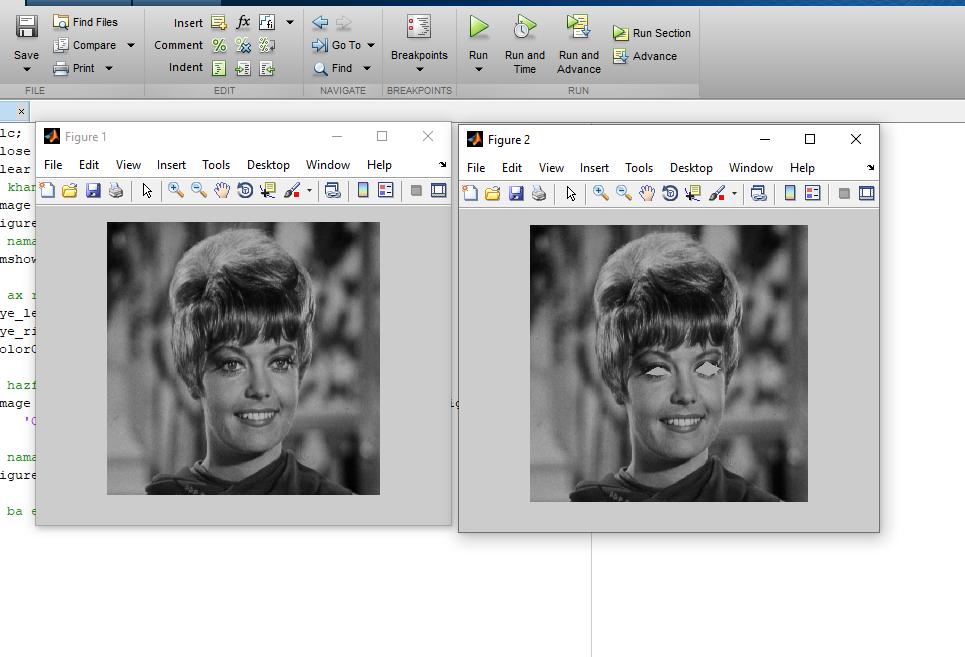 Save
Find Files
Compare
Print
FILE
Insert
fx
Comment
Indent
EDIT
Go To
Find
NAVIGATE
Breakpoints
BREAKPOINTS
Run
Run and Time
Run and Advance
Run Section
Advance
RUN
lc;
lose
lear
khar
mage
igure
nama
mshow
ax r
ye_le
ye_ri
olorC
hazf
mage
'C
nama
igure
ba e
Figure 1
File Edit View Insert Tools Desktop Window Help
Figure 2
File Edit View Insert Tools Desktop Window Help